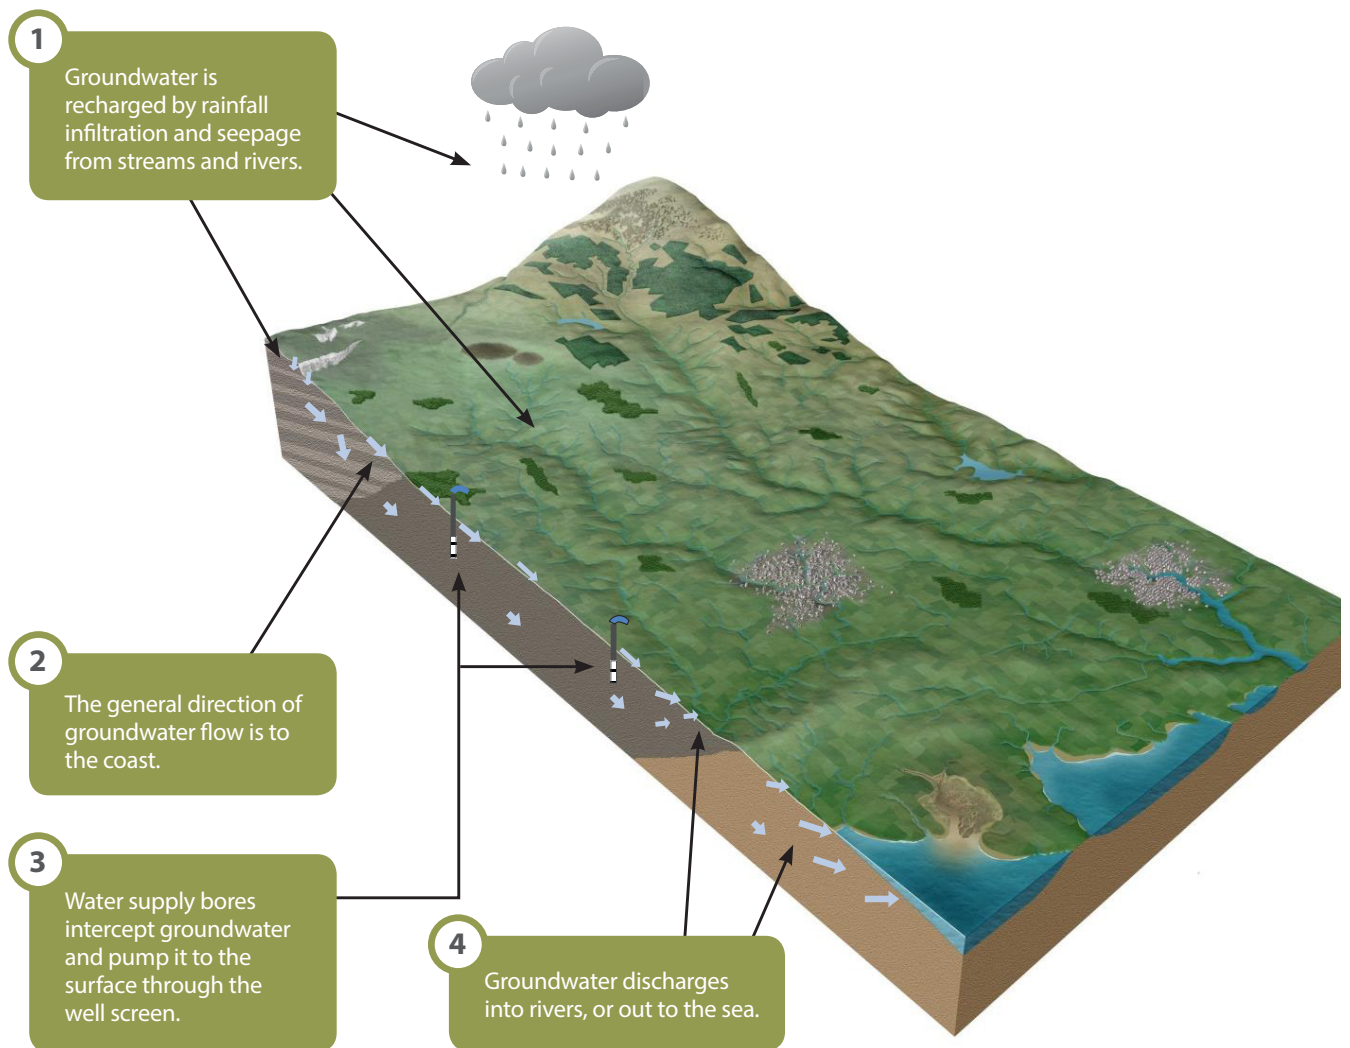 1
Groundwater is
recharged by rainfall
infiltration and seepage
from streams and rivers.
2
The general direction of
groundwater flow is to
the coast.
3
Water supply bores
intercept groundwater
and pump it to the
surface through the
well screen.
4
Groundwater discharges
into rivers, or out to the sea.